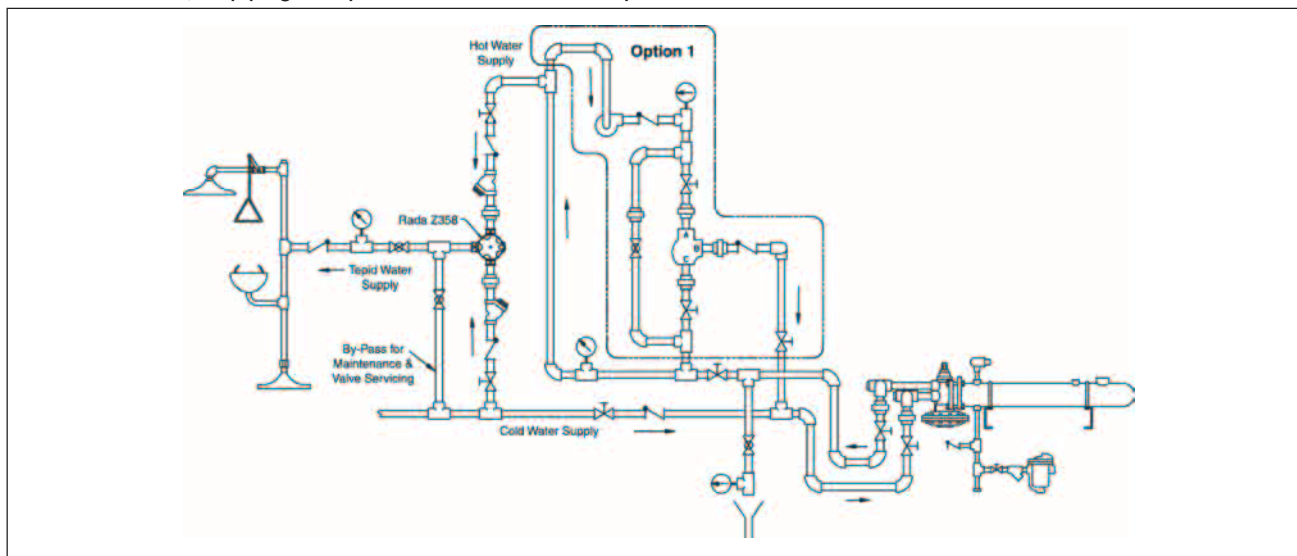 Hot Water
Supply
Option 1
Rada Z358
Tepid Water
Supply
A
B
C
By-Pass for
Maintenance &
Valve Servicing
Cold Water Supply